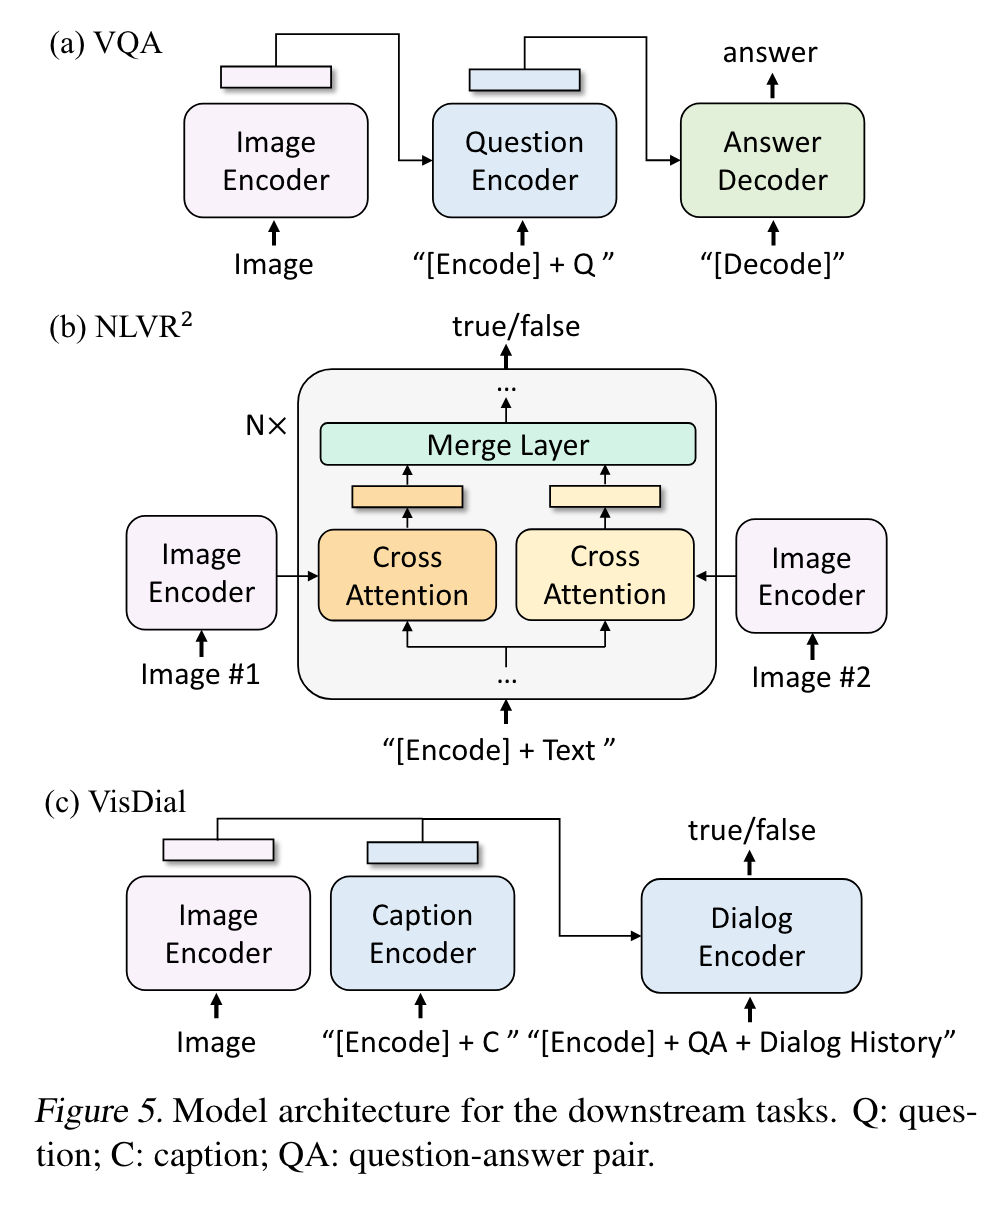 (a) VQA
answer
Image
Encoder
Question
Encoder
Answer
Decoder
Image
“[Encode] + Q ”
“[Decode]”
(b) NLVR²
true/false
...
N×
Merge Layer
Image
Encoder
Cross
Attention
Cross
Attention
Image
Encoder
Image #1
...
Image #2
“[Encode] + Text ”
(c) VisDial
true/false
Image
Encoder
Caption
Encoder
Dialog
Encoder
Image
“[Encode] + C ”
“[Encode] + QA + Dialog History”
Figure 5. Model architecture for the downstream tasks. Q: ques-
tion; C: caption; QA: question-answer pair.